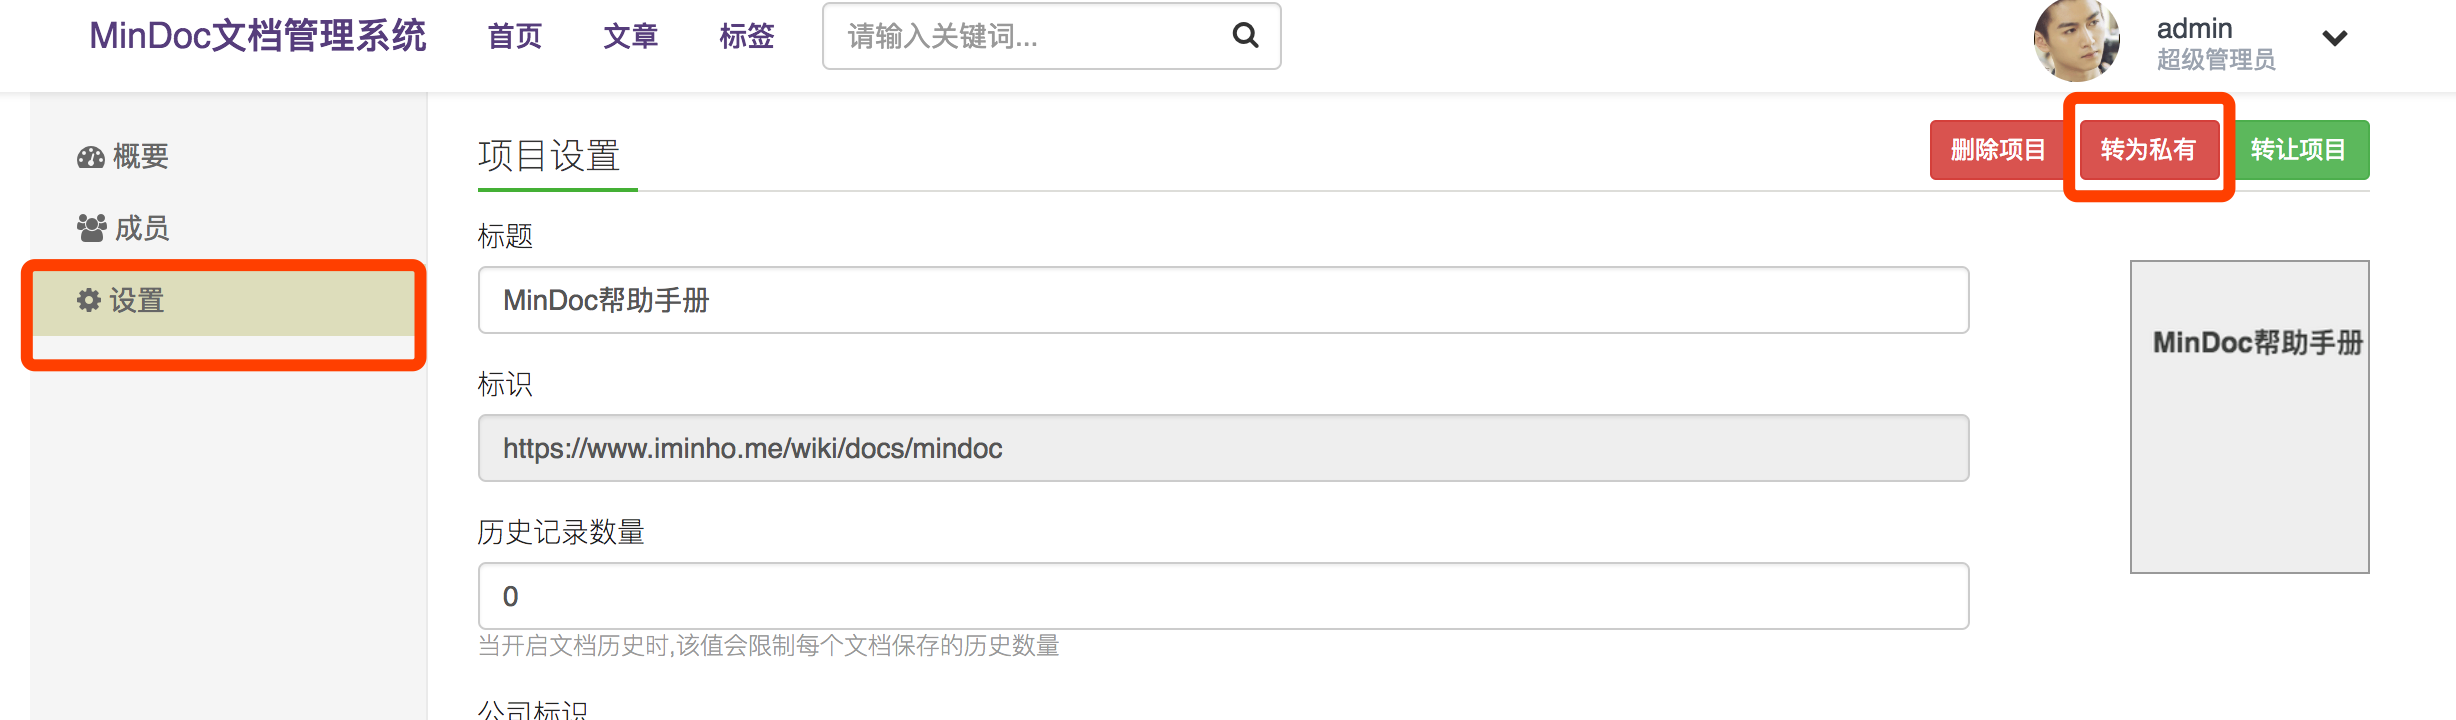 MinDoc文档管理系统 首页 文章 标签 请输入关键词... admin
超级管理员
概要
成员
设置
项目设置 删除项目 转为私有 转让项目
标题
MinDoc帮助手册
MinDoc帮助手册
标识
https://www.iminho.me/wiki/docs/mindoc
历史记录数量
0
当开启文档历史时,该值会限制每个文档保存的历史数量
公司标识